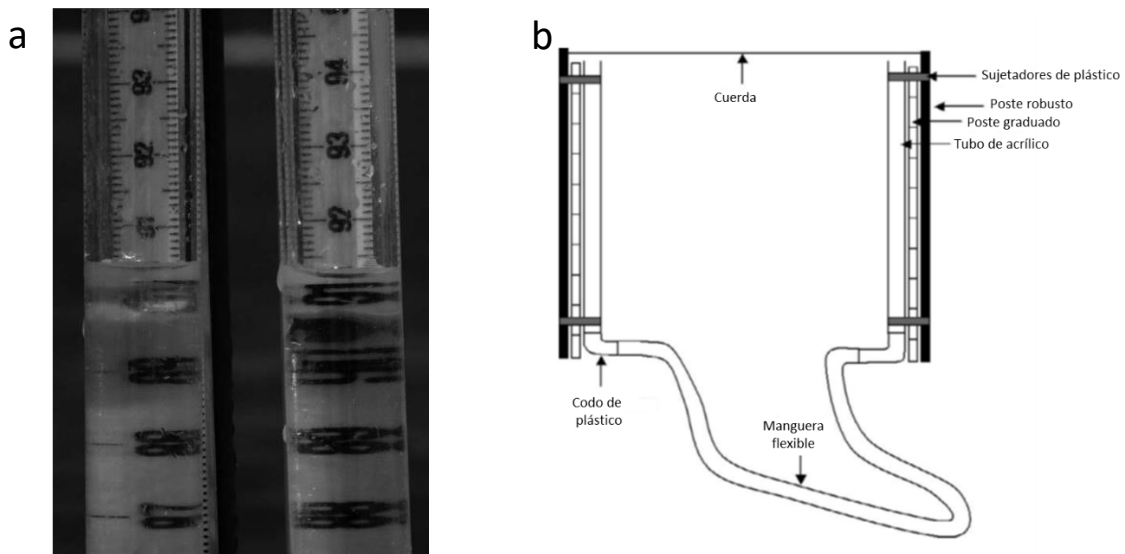 a
93
92
91
94
93
92
b
Cuerda
Sujetadores de plástico
Poste robusto
Poste graduado
Tubo de acrílico
Codo de
plástico
Manguera
flexible